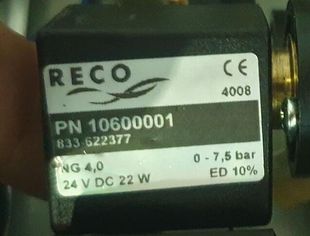 RECO CE
4008
PN 10600001
833 622377
NG 4,0 0 - 7,5 bar
24 V DC 22 W ED 10%